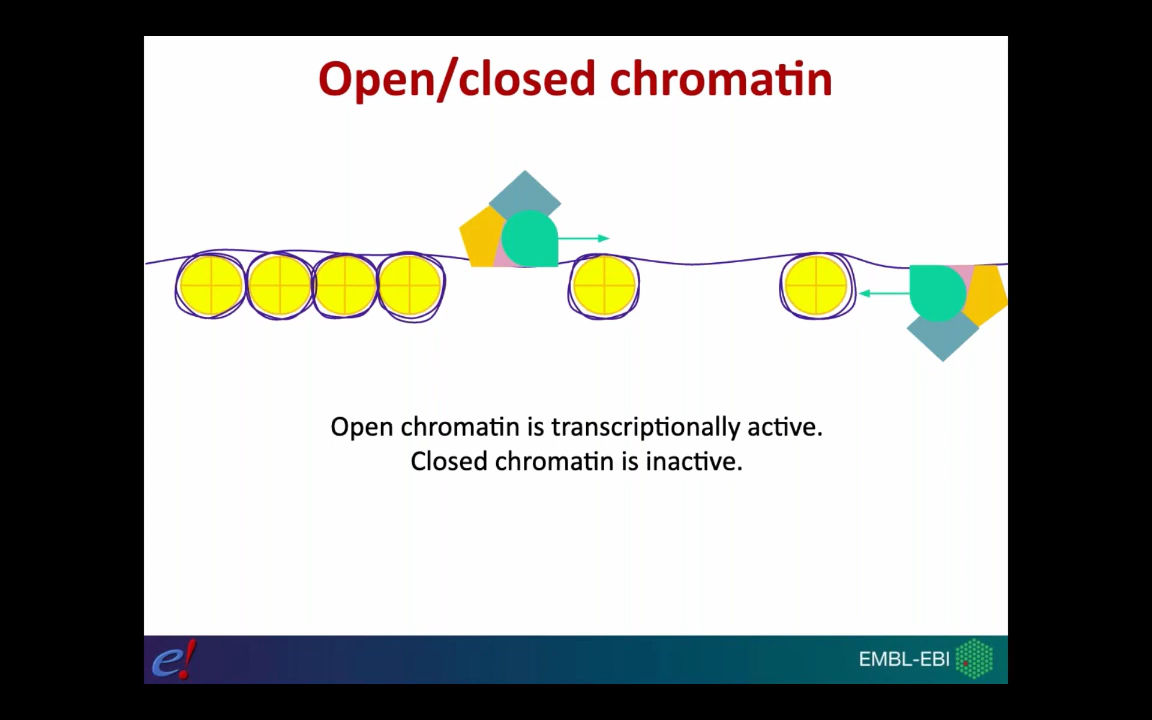 Open/closed chromatin
Open chromatin is transcriptionally active.
Closed chromatin is inactive.
e!
EMBL-EBI